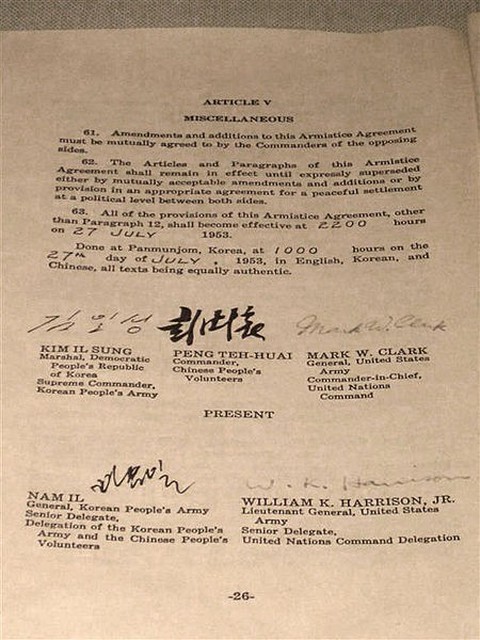 ARTICLE V
MISCELLANEOUS
61. Amendments and additions to this Armistice Agreement
must be mutually agreed to by the Commanders of the opposing
sides.
62. The Articles and Paragraphs of this Armistice
Agreement shall remain in effect until expressly superseded
either by mutually acceptable amendments and additions or by
provision in an appropriate agreement for a peaceful settlement
at a political level between both sides.
63. All of the provisions of this Armistice Agreement, other
than Paragraph 12, shall become effective at 2200 hours
on 27 JULY 1953.
Done at Panmunjom, Korea, at 1000 hours on the
27th day of JULY, 1953, in English, Korean, and
Chinese, all texts being equally authentic.
김일성 彭德懷 Mark W. Clark
KIM IL SUNG
Marshal, Democratic
People's Republic
of Korea
Supreme Commander,
Korean People's Army
PENG TEH-HUAI
Commander,
Chinese People's
Volunteers
MARK W. CLARK
General, United States
Army
Commander-in-Chief,
United Nations
Command
PRESENT
W. K. Harrison
NAM IL
General, Korean People's Army
Senior Delegate,
Delegation of the Korean People's
Army and the Chinese People's
Volunteers
WILLIAM K. HARRISON, JR.
Lieutenant General, United States
Army
Senior Delegate,
United Nations Command Delegation
-26-